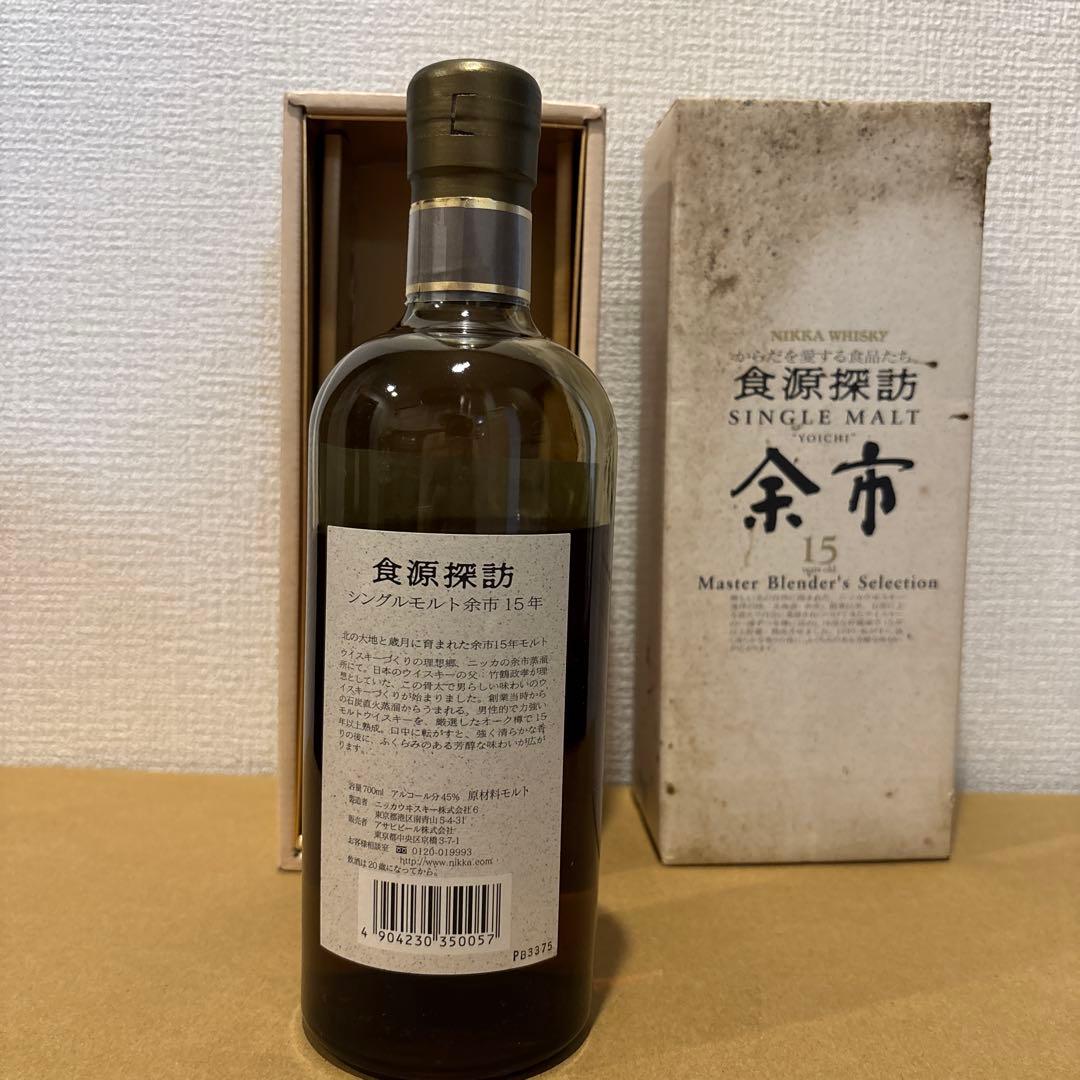 食源探訪
シングルモルト余市 15年
北の大地と歳月に育まれた余市15年モルト
ウイスキーづくりの理想郷、ニッカの余市蒸溜
所にて。日本のウイスキーの父:竹鶴政孝が理
想としていた、この骨太で男らしい味わいのウ
イスキーづくりが始まりました。創業当時から
の石炭直火蒸溜からうまれる、男性的で力強い
モルトウイスキーを、厳選したオーク樽で15
年以上熟成。口中に転がすと、強く清らかな香
りの後に、ふくらみのある芳醇な味わいが広が
ります。
容量700ml アルコール分45% 原材料モルト
製造者 ニッカウヰスキー株式会社6
東京都港区南青山5-4-31
販売者 アサヒビール株式会社
東京都中央区京橋3-7-1
お客様相談室 0120-019993
http://www.nikka.com
飲酒は20歳になってから。
4 904230 350057
PB3375
NIKKA WHISKY
からだを愛する食品たち
食源探訪
SINGLE MALT
"YOICHI"
余市
15
years old
Master Blender's Selection